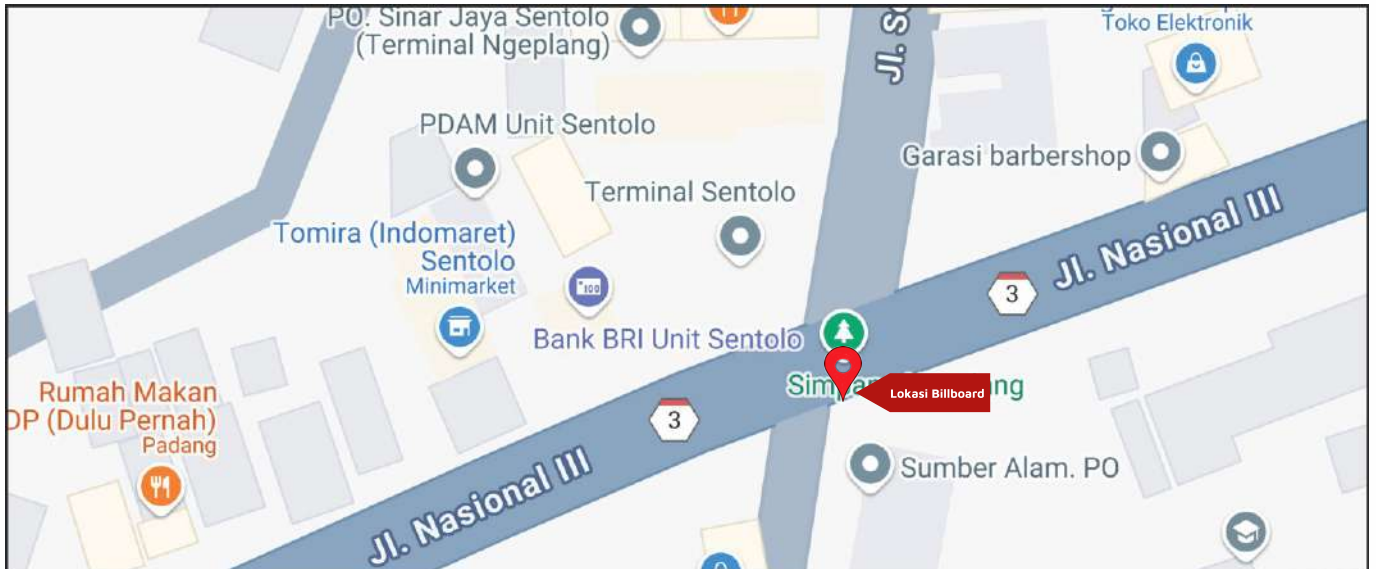 PO. Sinar Jaya Sentolo
(Terminal Ngeplang)
Toko Elektronik
PDAM Unit Sentolo
Garasi barbershop
Terminal Sentolo
Tomira (Indomaret)
Sentolo
Minimarket
Jl. Nasional III
3
Bank BRI Unit Sentolo
Lokasi Billboard
Rumah Makan
DP (Dulu Pernah)
Padang
3
Jl. Nasional III
Sumber Alam. PO